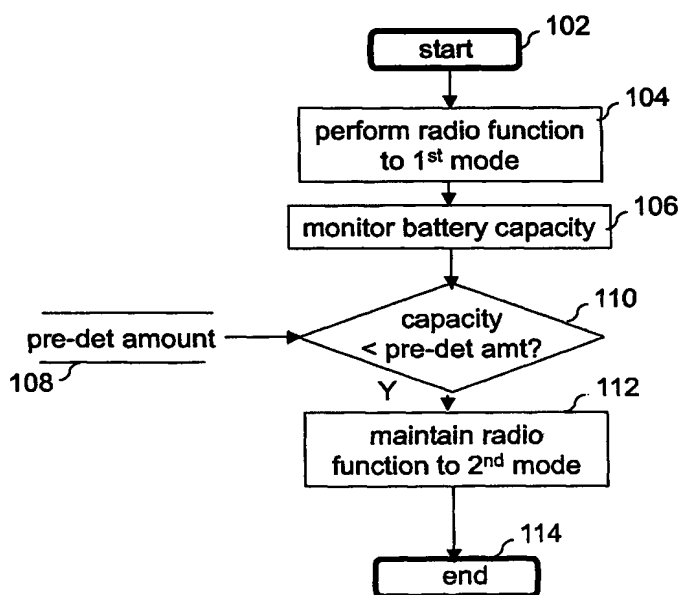 start
102
104
perform radio function
to 1st mode
106
monitor battery capacity
110
capacity
< pre-det amt?
pre-det amount
108
Y
112
maintain radio
function to 2nd mode
114
end